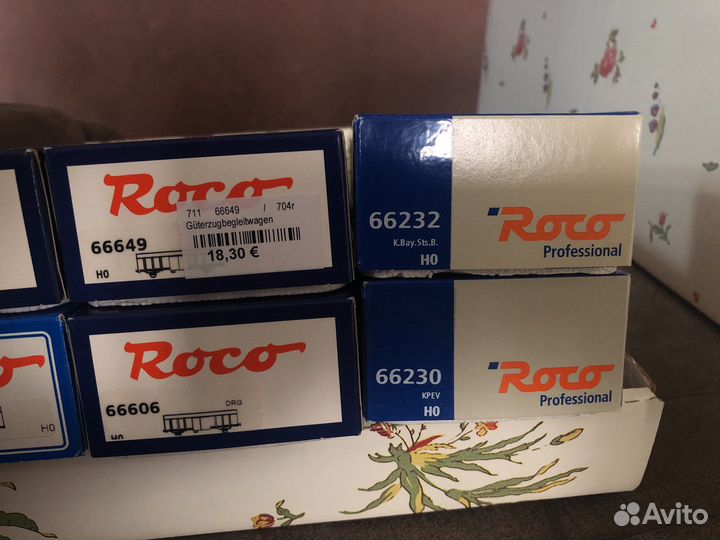 Roco
66649
H0
711 66649 / 704r
Güterzugbegleitwagen
18,30 €
66232
K.Bay.Sts.B.
H0
Roco
Professional
H0
Roco
66606
H0
DRG
66230
KPEV
H0
Roco
Professional
Avito